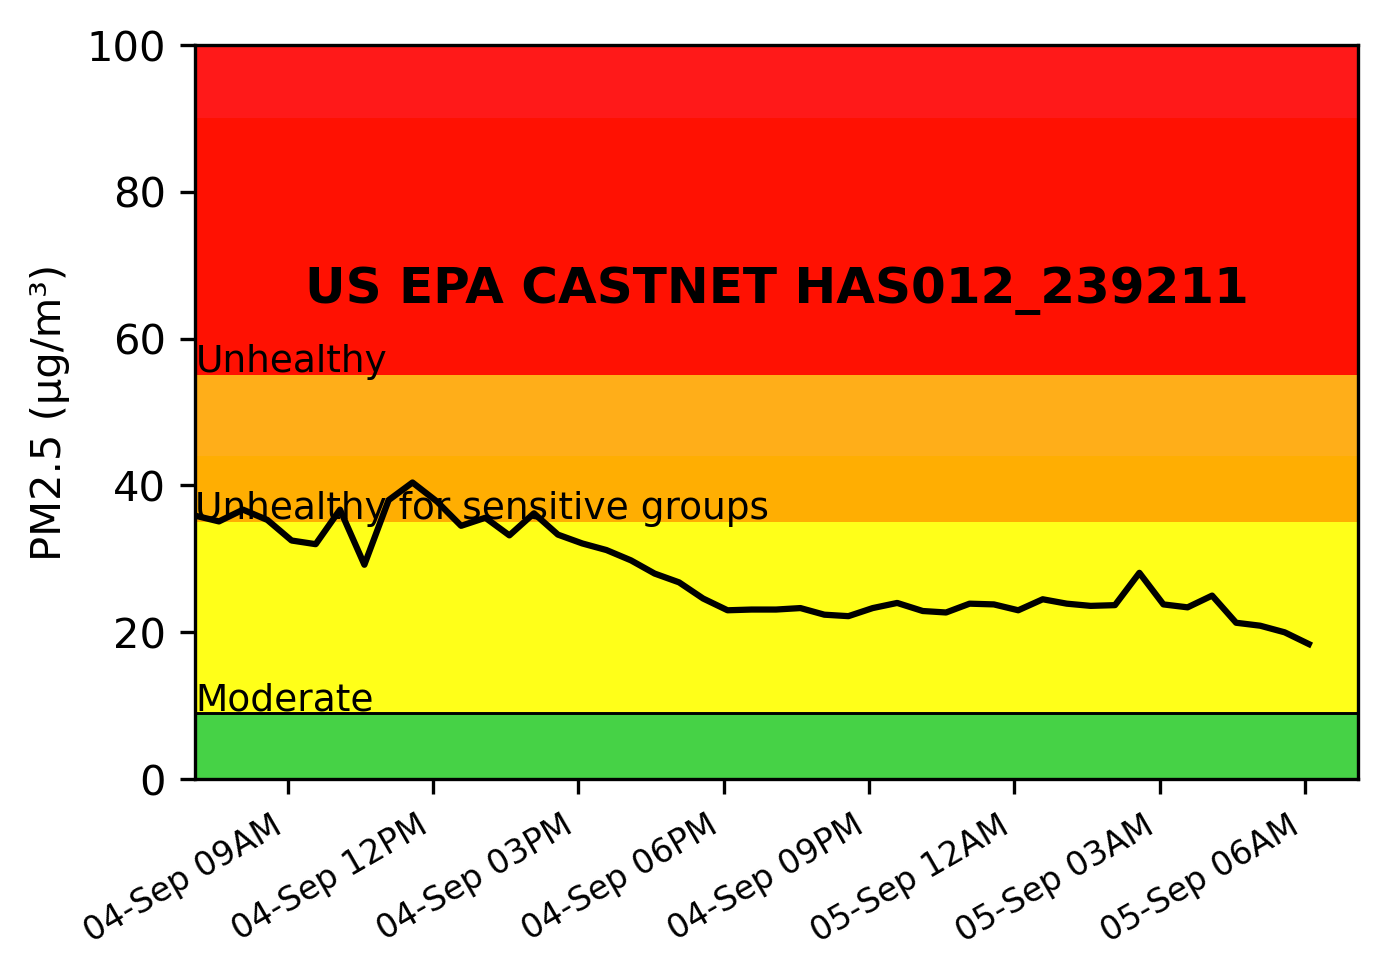 100
80
60
40
20
0
PM2.5 (µg/m³)
US EPA CASTNET HAS012_239211
Unhealthy
Unhealthy for sensitive groups
Moderate
04-Sep 09AM
04-Sep 12PM
04-Sep 03PM
04-Sep 06PM
04-Sep 09PM
05-Sep 12AM
05-Sep 03AM
05-Sep 06AM